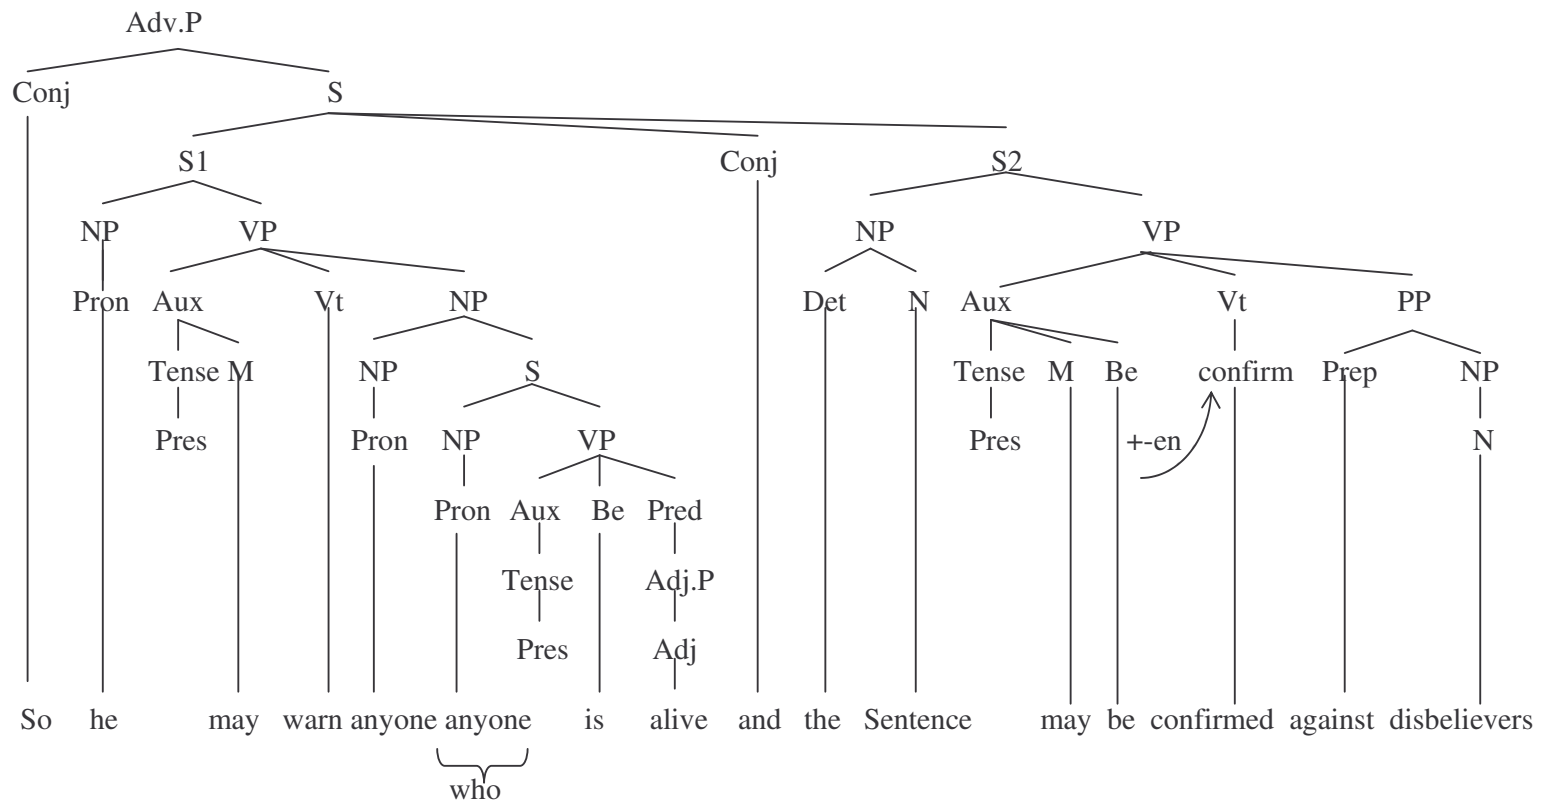 Adv.P
Conj S
S1 Conj S2
NP VP NP VP
Pron Aux Vt NP Det N Aux Vt PP
Tense M NP S Tense M Be confirm Prep NP
Pres Pron NP VP Pres +-en N
Pron Aux Be Pred
Tense Adj.P
Pres Adj
So he may warn anyone anyone is alive and the Sentence may be confirmed against disbelievers
who